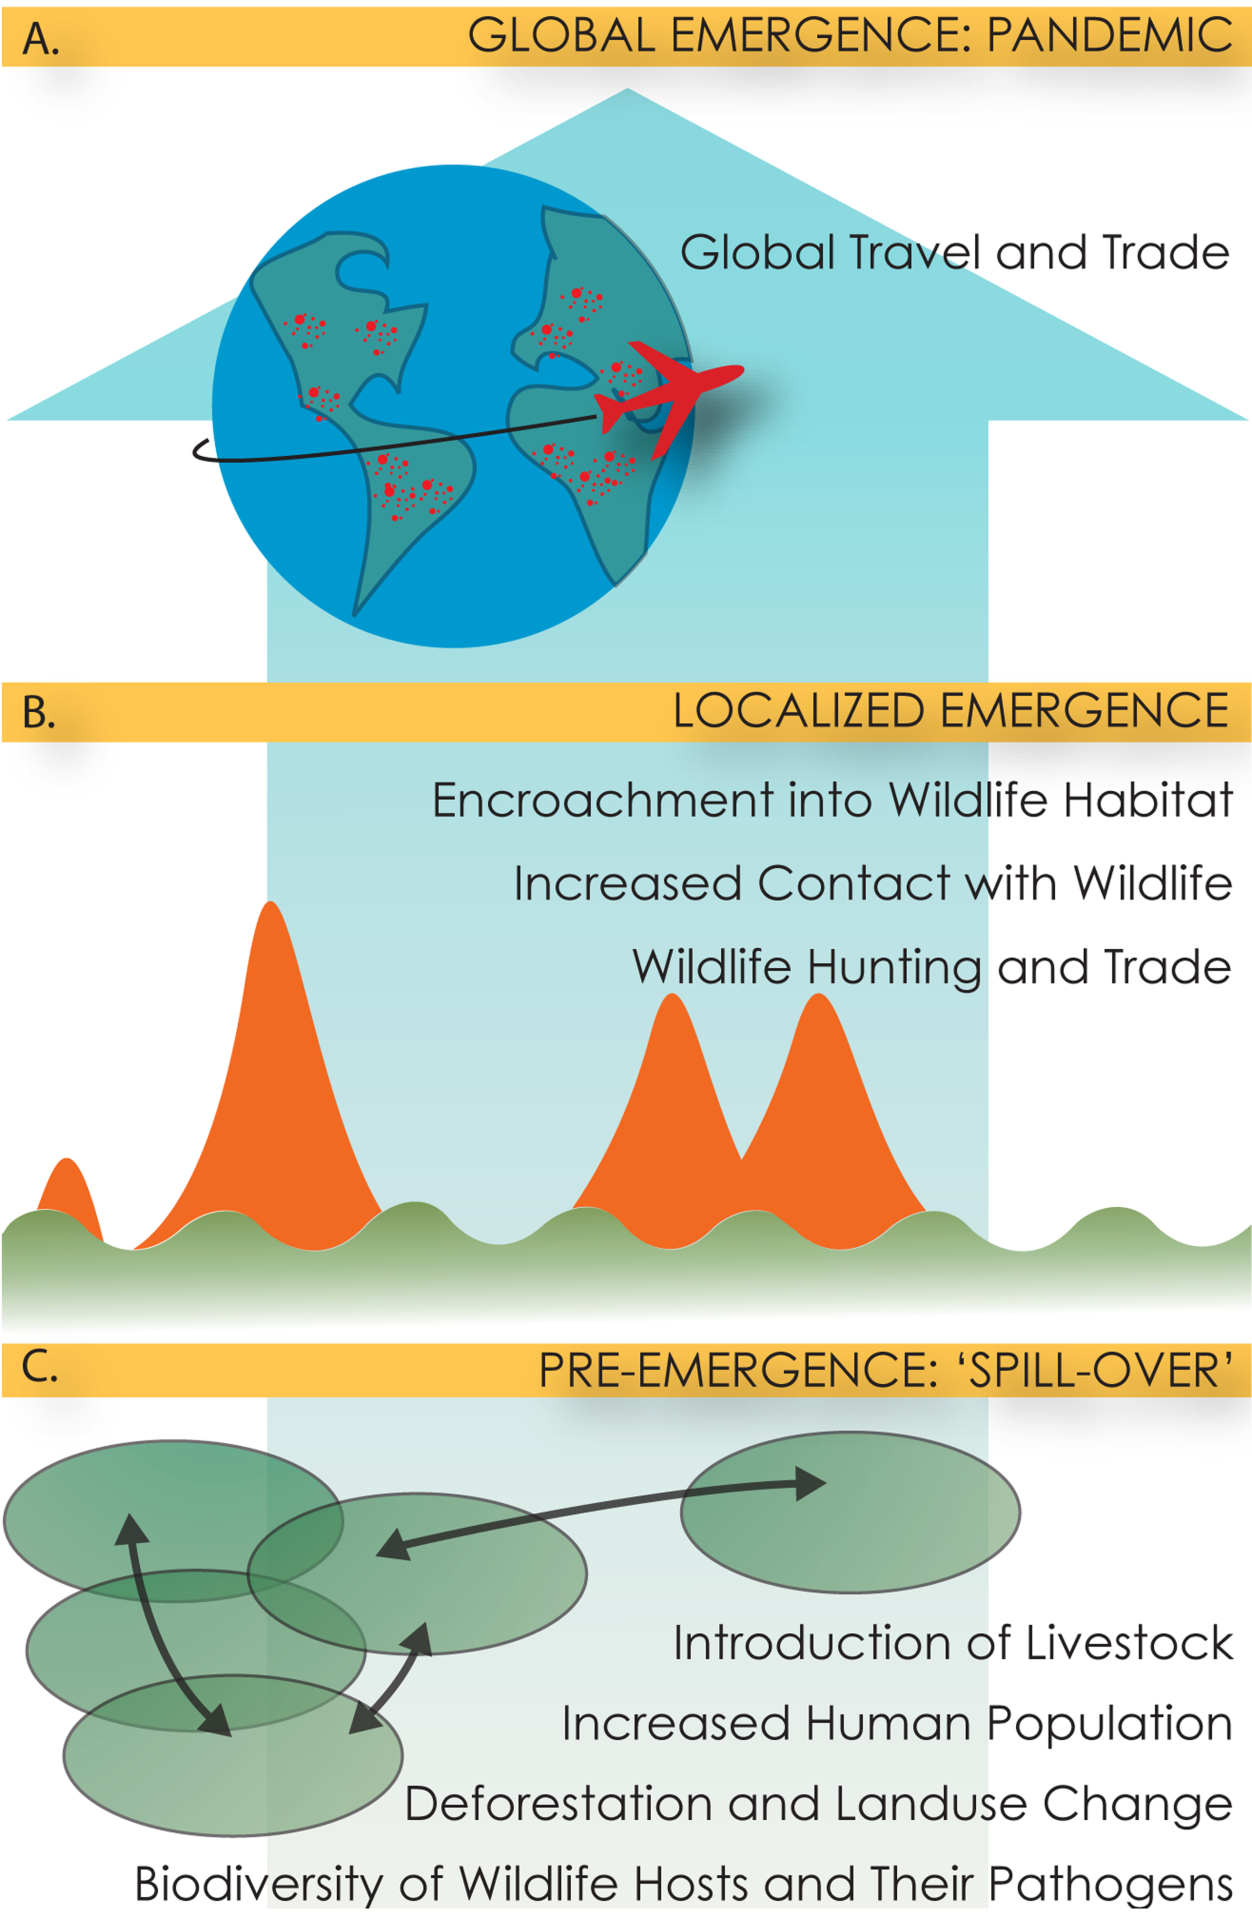 A.
GLOBAL EMERGENCE: PANDEMIC
Global Travel and Trade
B.
LOCALIZED EMERGENCE
Encroachment into Wildlife Habitat
Increased Contact with Wildlife
Wildlife Hunting and Trade
C.
PRE-EMERGENCE: ‘SPILL-OVER’
Introduction of Livestock
Increased Human Population
Deforestation and Landuse Change
Biodiversity of Wildlife Hosts and Their Pathogens